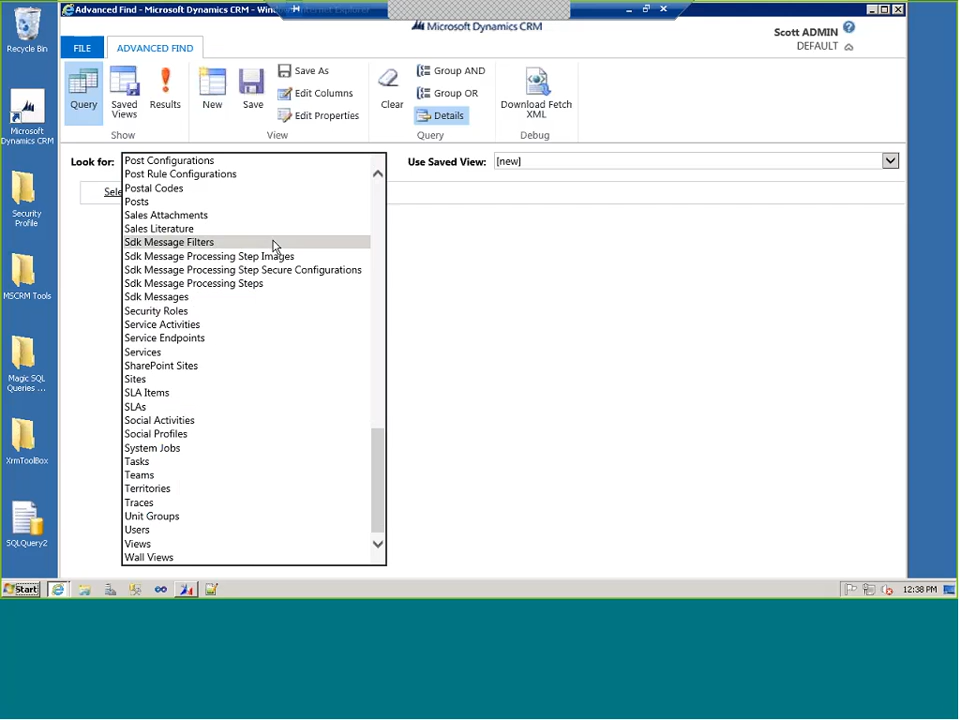 Advanced Find - Microsoft Dynamics CRM - Wind
Recycle Bin
Microsoft Dynamics CRM
Scott ADMIN
DEFAULT
FILE
ADVANCED FIND
Query
Saved Views
Results
New
Save
Save As
Edit Columns
Edit Properties
Clear
Group AND
Group OR
Details
Download Fetch XML
Show
View
Query
Debug
Microsoft
Dynamics CRM
Security
Profile
MSCRM Tools
Magic SQL
Queries ...
XrmToolBox
SQLQuery2
Look for:
Use Saved View:
[new]
Sele
Post Configurations
Post Rule Configurations
Postal Codes
Posts
Sales Attachments
Sales Literature
Sdk Message Filters
Sdk Message Processing Step Images
Sdk Message Processing Step Secure Configurations
Sdk Message Processing Steps
Sdk Messages
Security Roles
Service Activities
Service Endpoints
Services
SharePoint Sites
Sites
SLA Items
SLAs
Social Activities
Social Profiles
System Jobs
Tasks
Teams
Territories
Traces
Unit Groups
Users
Views
Wall Views
Start
12:38 PM